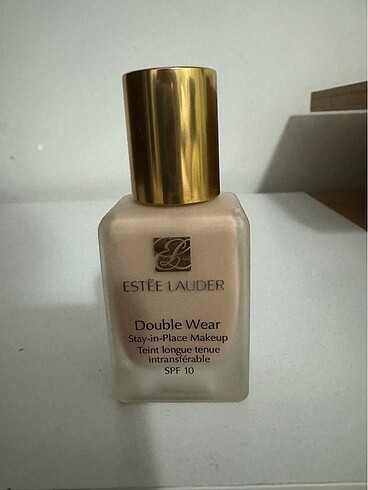 ESTĒE LAUDER
Double Wear
Stay-in-Place Makeup
Teint longue tenue
intransférable
SPF 10